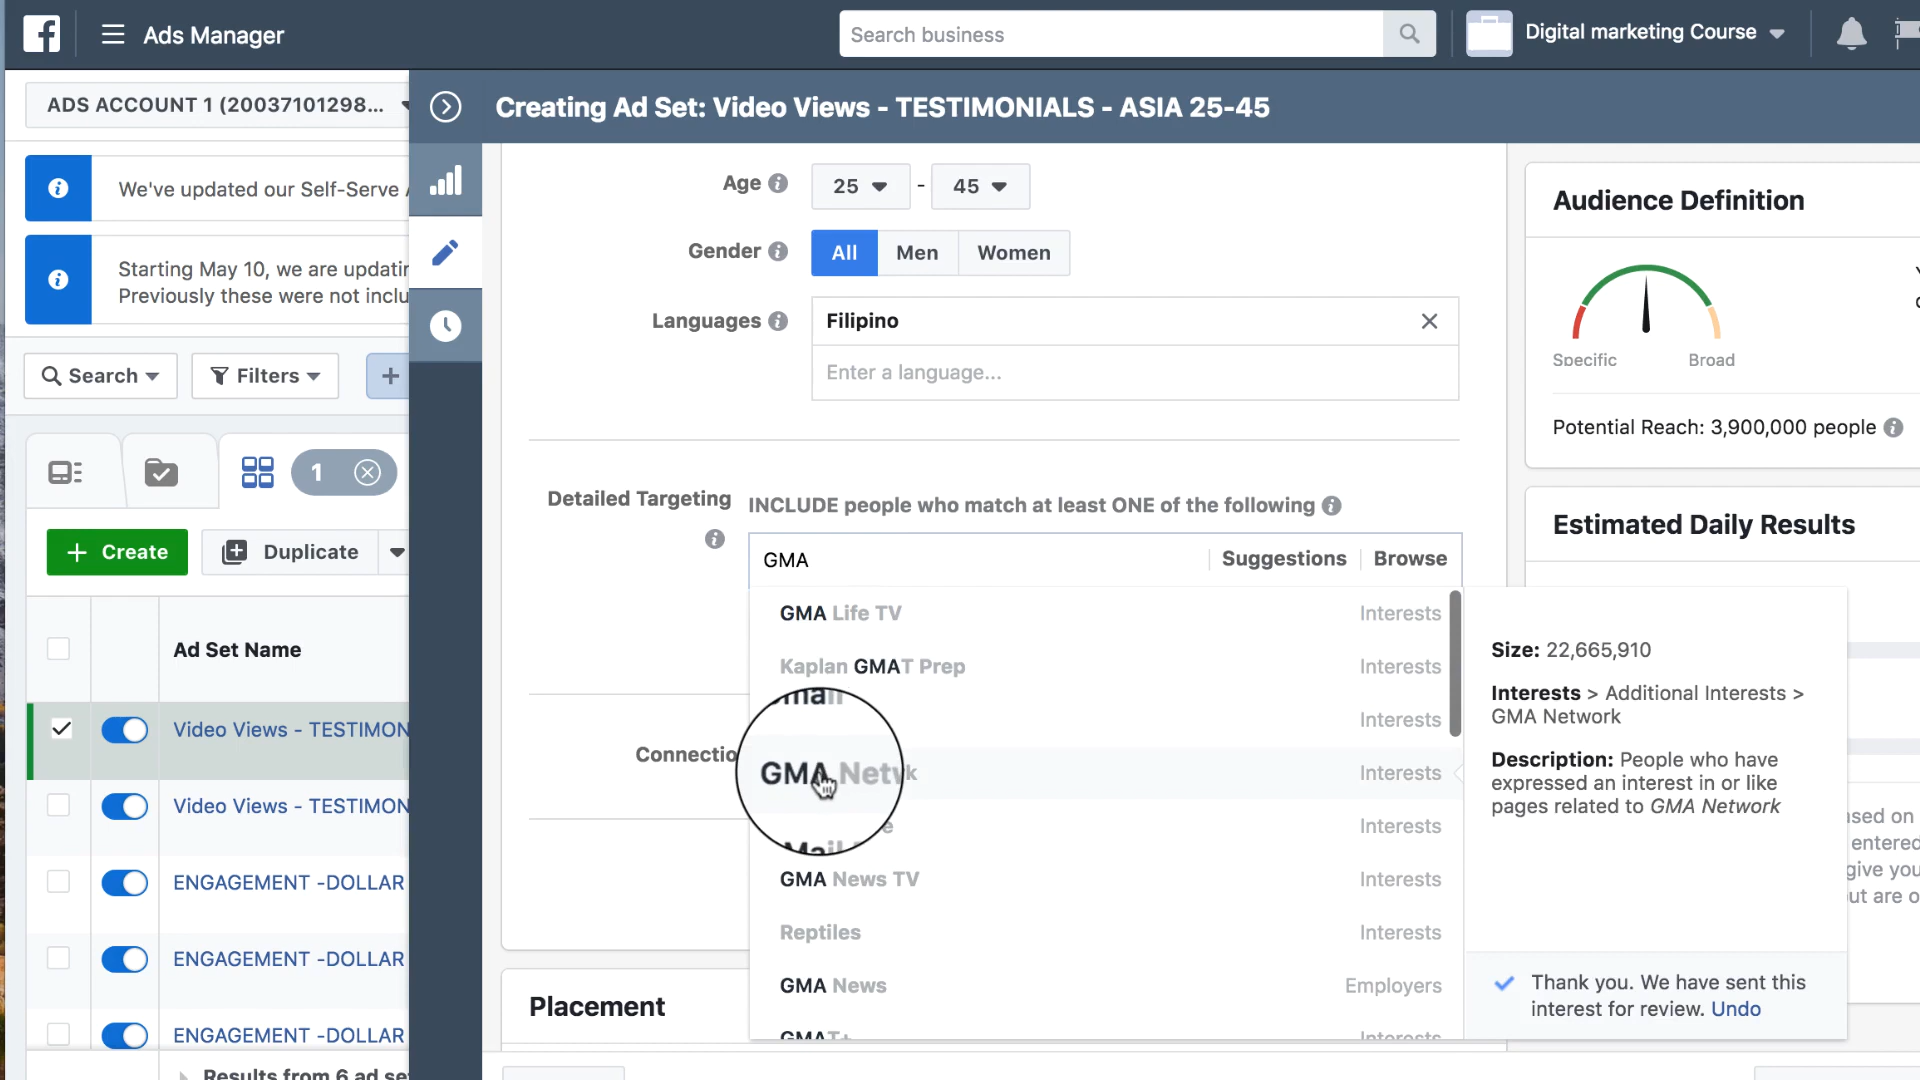 Ads Manager
Search business
Digital marketing Course
ADS ACCOUNT 1 (20037101298...
Creating Ad Set: Video Views - TESTIMONIALS - ASIA 25-45
We've updated our Self-Serve
Starting May 10, we are
Previously these were not
Search
Filters
1
Create
Duplicate
Ad Set Name
Video Views - TESTIMON
Video Views - TESTIMON
ENGAGEMENT -DOLLAR
ENGAGEMENT -DOLLAR
ENGAGEMENT -DOLLAR
Results from 6 ad
Age
25
-
45
Gender
All
Men
Women
Languages
Filipino
Enter a language...
Detailed Targeting
INCLUDE people who match at least ONE of the following
GMA
Suggestions
Browse
GMA Life TV
Interests
Kaplan GMAT Prep
Interests
Interests
Connectio
GMA Netw k
Interests
Interests
GMA News TV
Interests
Reptiles
Interests
GMA News
Employers
GMAT+
Interests
Placement
Audience Definition
Specific
Broad
Potential Reach: 3,900,000 people
Estimated Daily Results
Size: 22,665,910
Interests > Additional Interests >
GMA Network
Description: People who have
expressed an interest in or like
pages related to GMA Network
on
entered
give you
are
Thank you. We have sent this
interest for review. Undo